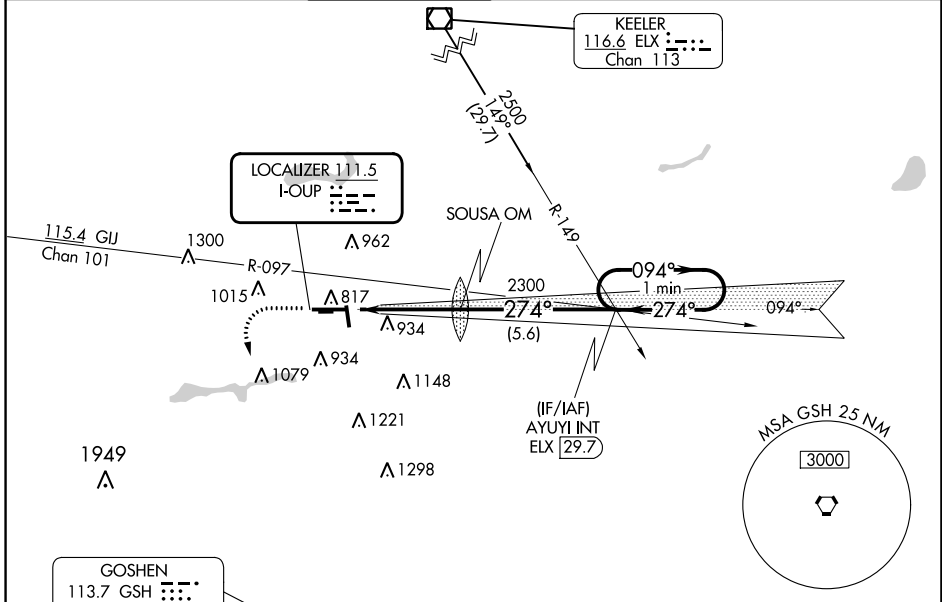 KEELER
116.6 ELX
Chan 113
2500
149°
(29.7)
LOCALIZER 111.5
I-OUP
SOUSA OM
R-149
115.4 GIJ
Chan 101
1300
962
R-097
1015
817
2300
274°
(5.6)
094°
1 min
274°
094°
934
934
1079
1148
(IF/IAF)
AYUYI INT
ELX 29.7
1221
1298
1949
MSA GSH 25 NM
3000
GOSHEN
113.7 GSH